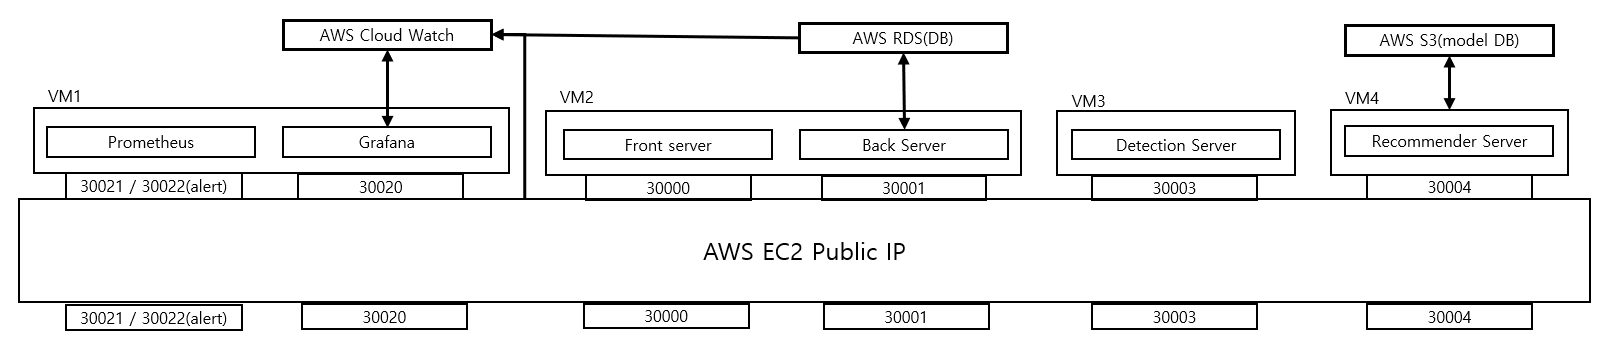 AWS Cloud Watch
AWS RDS(DB)
AWS S3(model DB)
VM1
VM2
VM3
VM4
Prometheus
Grafana
Front server
Back Server
Detection Server
Recommender Server
30021 / 30022(alert)
30020
30000
30001
30003
30004
AWS EC2 Public IP
30021 / 30022(alert)
30020
30000
30001
30003
30004